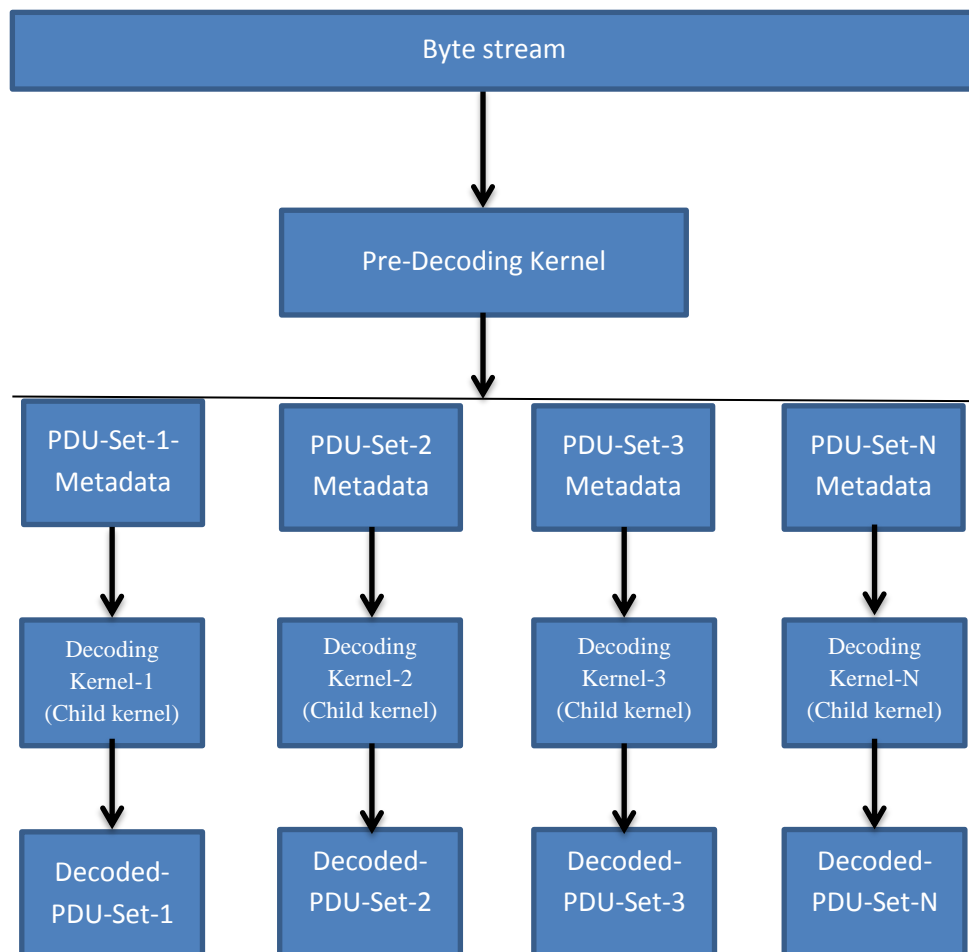 Byte stream
Pre-Decoding Kernel
PDU-Set-1-
Metadata
PDU-Set-2
Metadata
PDU-Set-3
Metadata
PDU-Set-N
Metadata
Decoding
Kernel-1
(Child kernel)
Decoding
Kernel-2
(Child kernel)
Decoding
Kernel-3
(Child kernel)
Decoding
Kernel-N
(Child kernel)
Decoded-
PDU-Set-1
Decoded-
PDU-Set-2
Decoded-
PDU-Set-3
Decoded-
PDU-Set-N